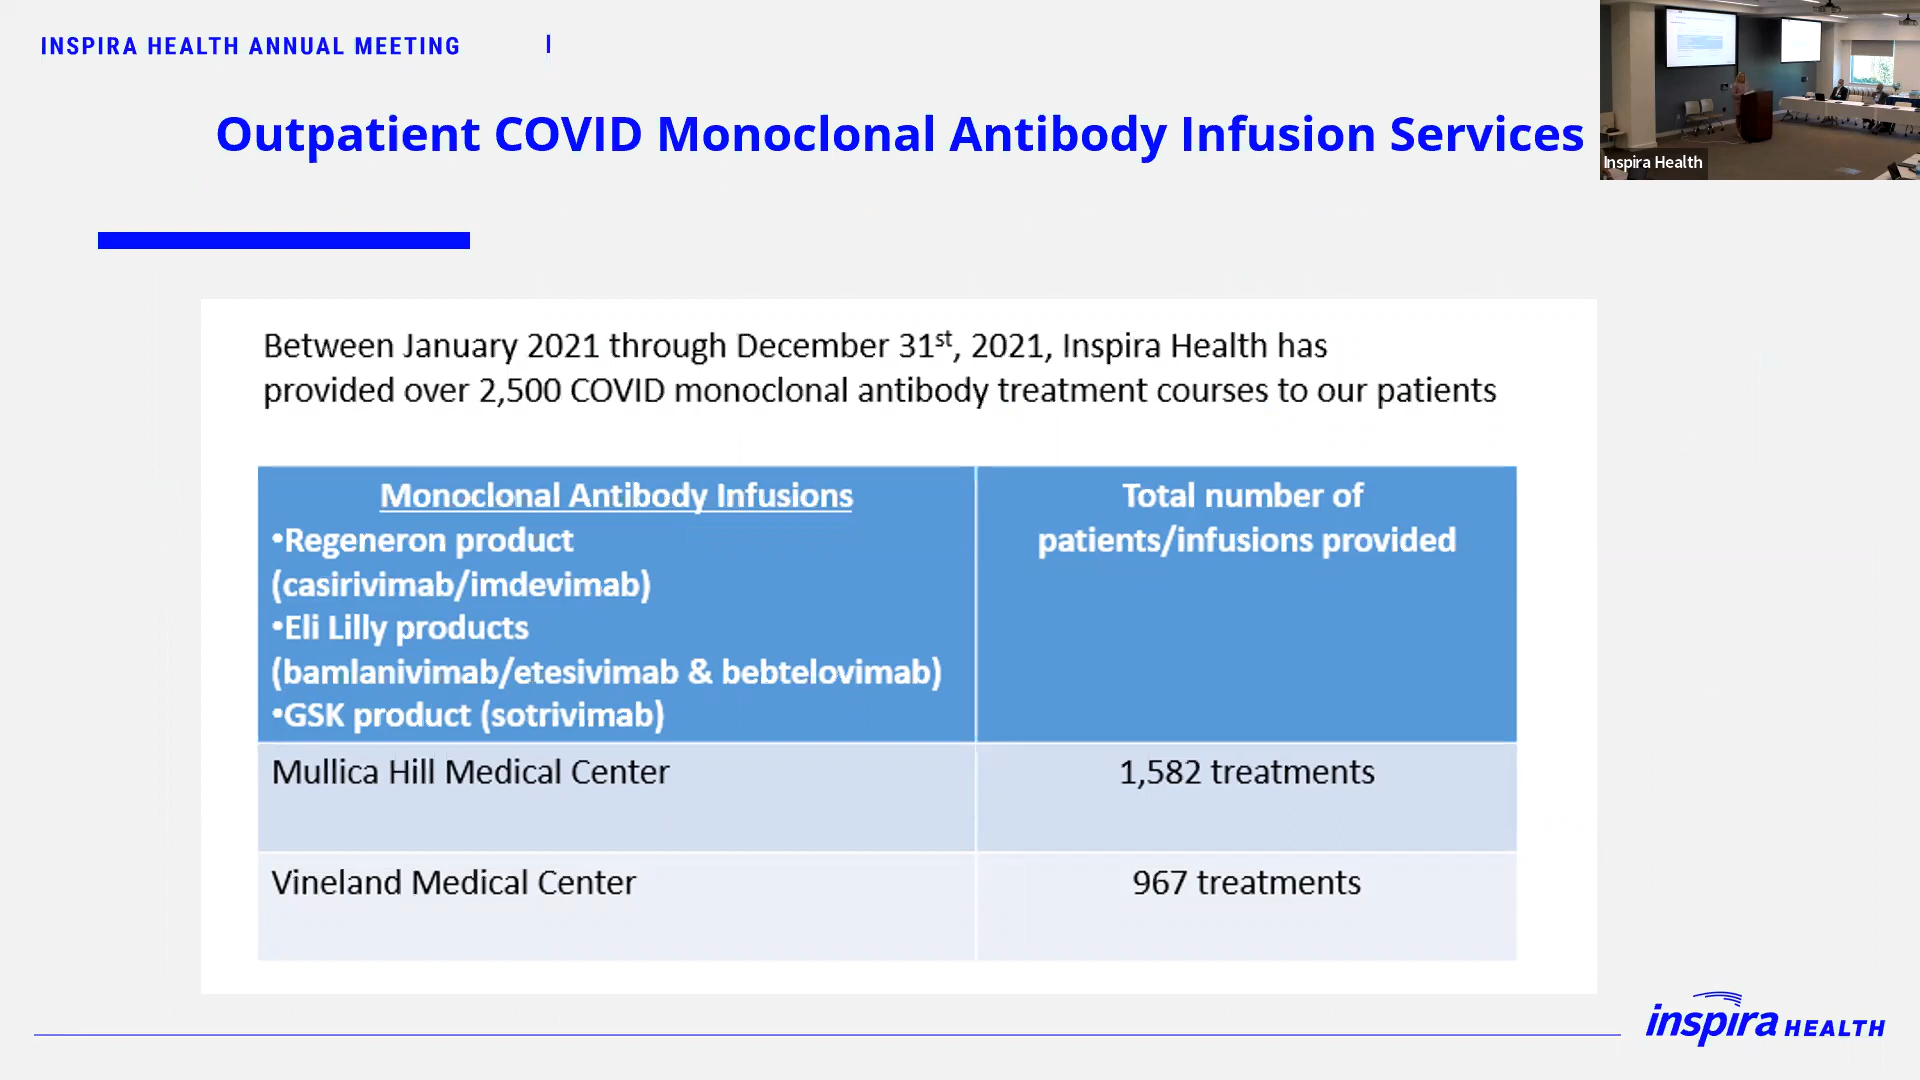 INSPIRA HEALTH ANNUAL MEETING |
Outpatient COVID Monoclonal Antibody Infusion Services
Inspira Health
Between January 2021 through December 31st, 2021, Inspira Health has
provided over 2,500 COVID monoclonal antibody treatment courses to our patients
Monoclonal Antibody Infusions
•Regeneron product
(casirivimab/imdevimab)
•Eli Lilly products
(bamlanivimab/etesivimab & bebtelovimab)
•GSK product (sotrivimab)
Total number of
patients/infusions provided
Mullica Hill Medical Center
1,582 treatments
Vineland Medical Center
967 treatments
inspira HEALTH